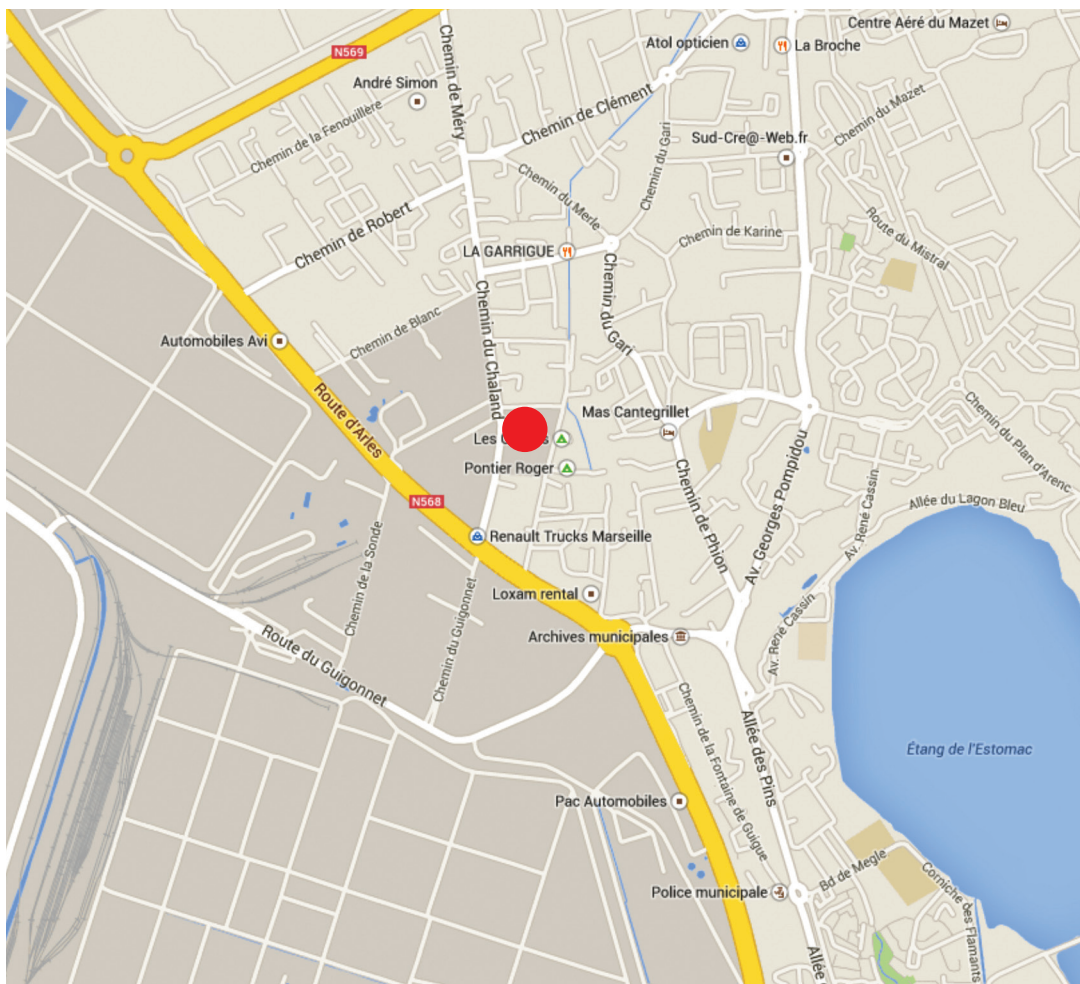 Centre Aéré du Mazet
Atol opticien
La Broche
N569
Chemin de Méry
André Simon
Chemin de la Fenouillère
Chemin de Clément
Chemin du Mazet
Sud-Cre@-Web.fr
Chemin du Gari
Chemin du Merle
Chemin de Robert
Route du Mistral
Chemin de Karine
LA GARRIGUE
Chemin du Chaland
Chemin du Gari
Chemin de Blanc
Automobiles Avi
Route d'Arles
Mas Cantegrillet
Les
Pontier Roger
Chemin du Plan d'Arenc
Chemin de Phion
Av. Georges Pompidou
Av. René Cassin
Allée du Lagon Bleu
N568
Renault Trucks Marseille
Chemin de la Sonde
Loxam rental
Archives municipales
Av. René Cassin
Route du Guigonnet
Chemin du Guigonnet
Chemin de la Fontaine de Guigue
Allée des Pins
Étang de l'Estomac
Pac Automobiles
Bd de Megle
Police municipale
Corniche des Flamants
Allée